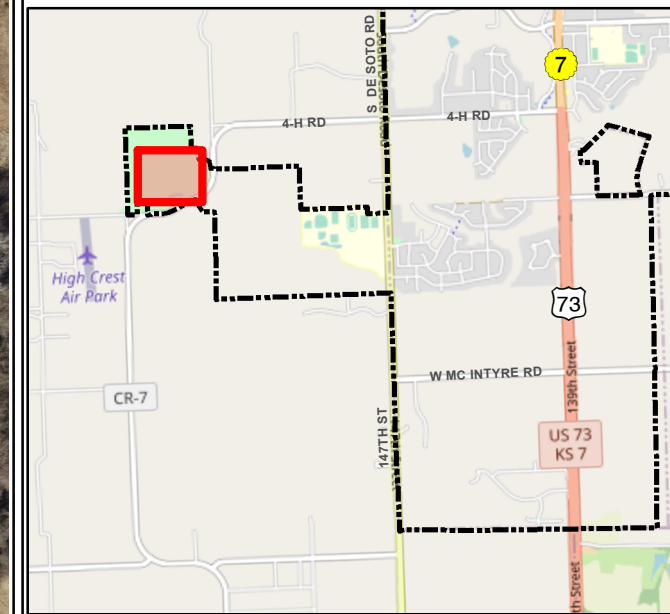 S DE SOTO RD
7
4-H RD
4-H RD
High Crest
Air Park
73
W MC INTYRE RD
139th Street
CR-7
147TH ST
US 73
KS 7
th Street